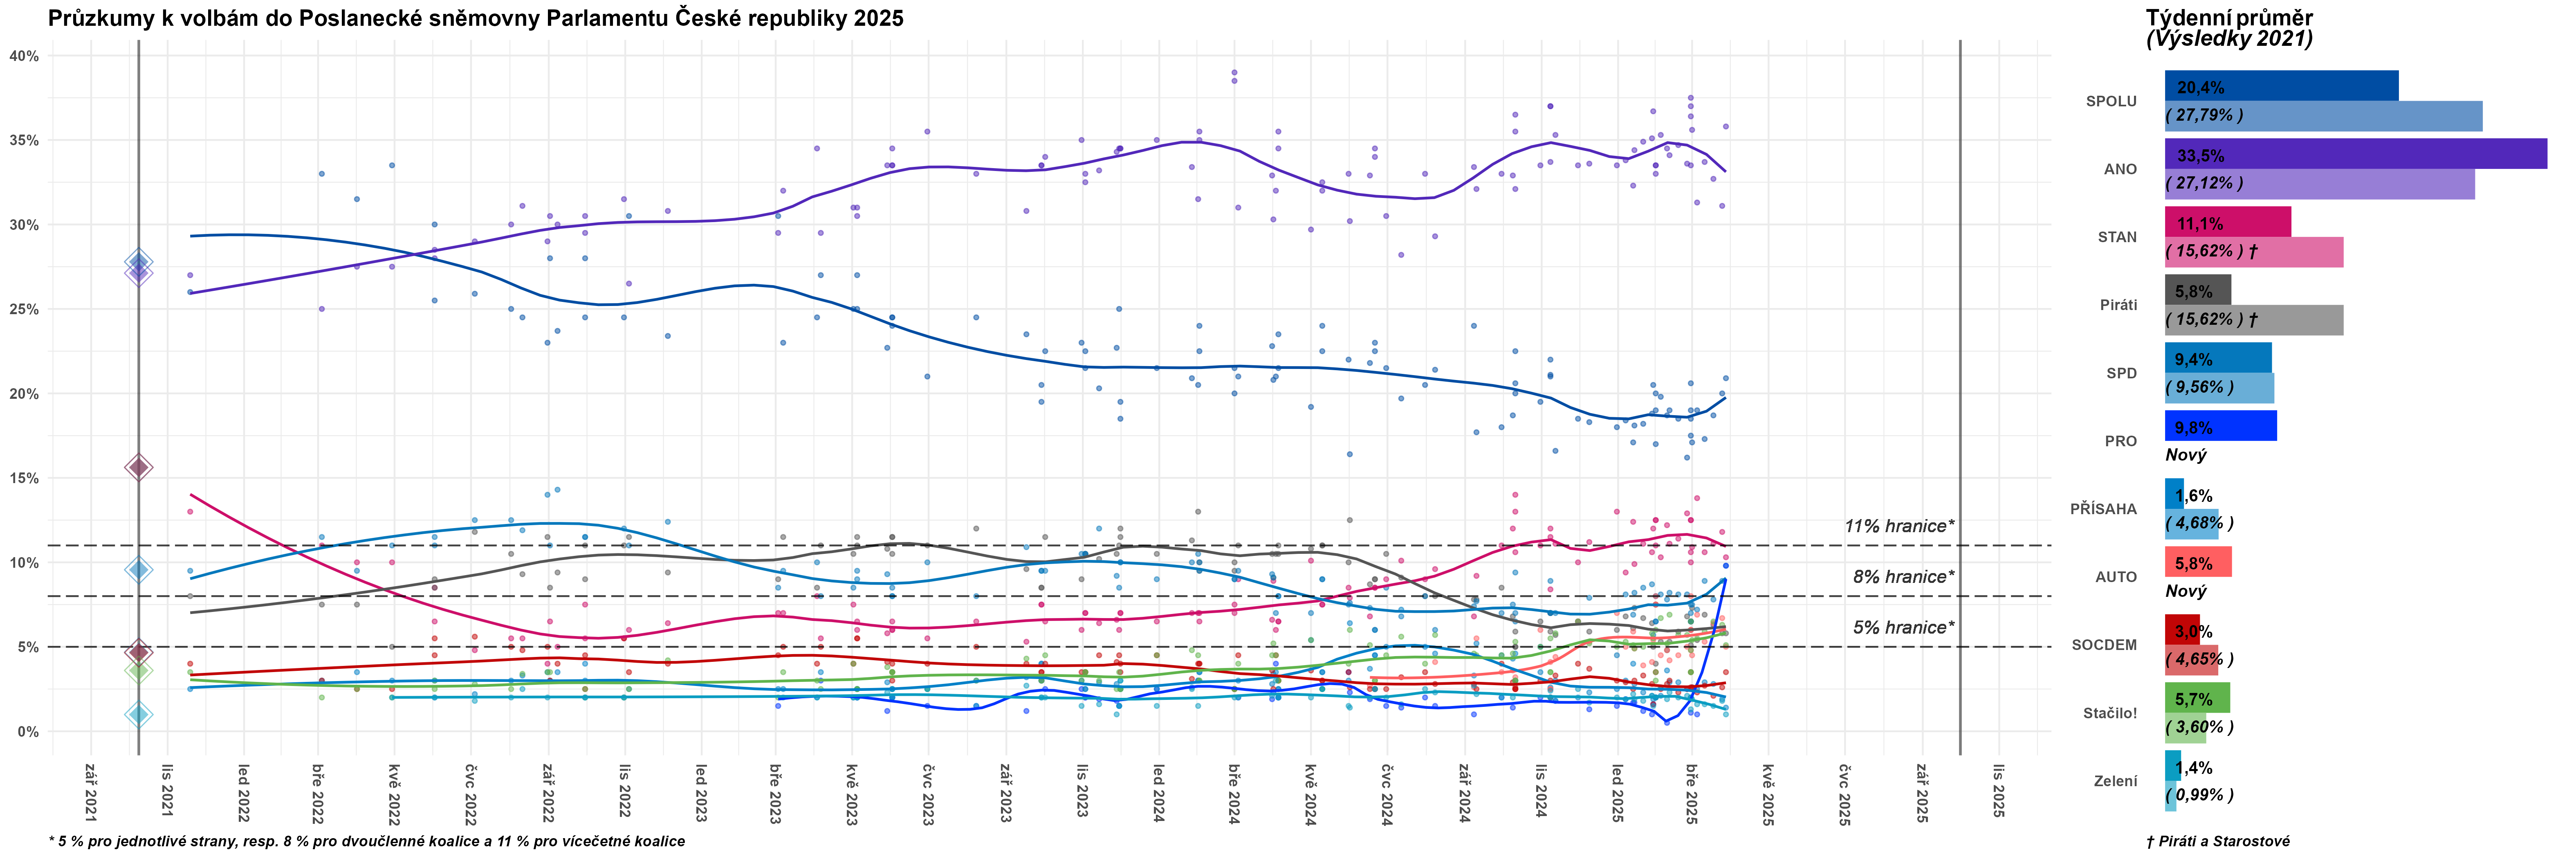 Průzkumy k volbám do Poslanecké sněmovny Parlamentu České republiky 2025
40%
35%
30%
25%
20%
15%
10%
5%
0%
11% hranice*
8% hranice*
5% hranice*
zář 2021
lis 2021
led 2022
bře 2022
kvě 2022
čvc 2022
zář 2022
lis 2022
led 2023
bře 2023
kvě 2023
čvc 2023
zář 2023
lis 2023
led 2024
bře 2024
kvě 2024
čvc 2024
zář 2024
lis 2024
led 2025
bře 2025
kvě 2025
čvc 2025
zář 2025
lis 2025
* 5 % pro jednotlivé strany, resp. 8 % pro dvoučlenné koalice a 11 % pro vícečetné koalice
Týdenní průměr
(Výsledky 2021)
SPOLU
20,4%
( 27,79% )
ANO
33,5%
( 27,12% )
STAN
11,1%
( 15,62% ) †
Piráti
5,8%
( 15,62% ) †
SPD
9,4%
( 9,56% )
PRO
9,8%
Nový
PŘÍSAHA
1,6%
( 4,68% )
AUTO
5,8%
Nový
SOCDEM
3,0%
( 4,65% )
Stačilo!
5,7%
( 3,60% )
Zelení
1,4%
( 0,99% )
† Piráti a Starostové